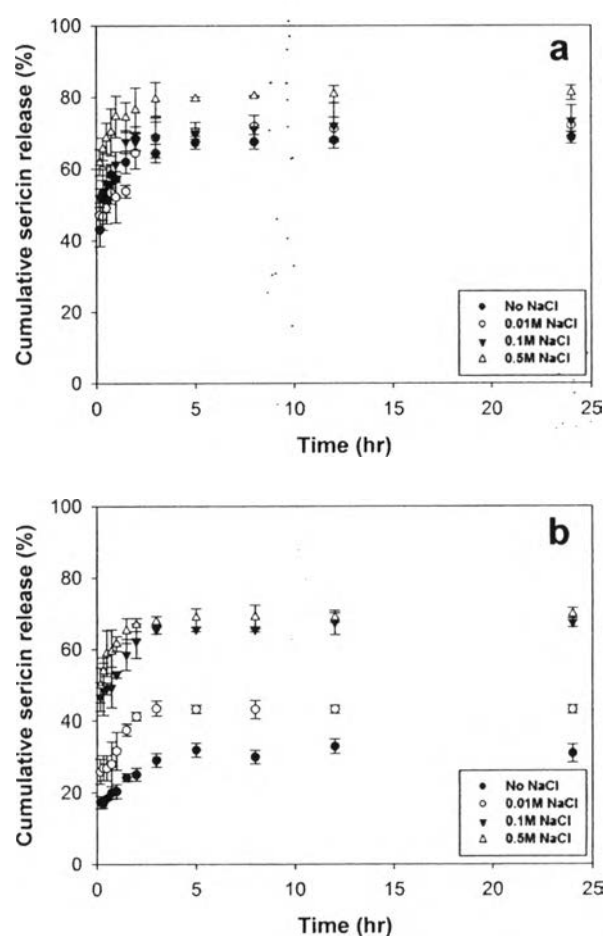 a
100
80
60
40
20
0
Cumulative sericin release (%)
No NaCl
0.01M NaCl
0.1M NaCl
0.5M NaCl
0 5 10 15 20 25
Time (hr)
b
100
80
60
40
20
0
Cumulative sericin release (%)
No NaCl
0.01M NaCl
0.1M NaCl
0.5M NaCl
0 5 10 15 20 25
Time (hr)